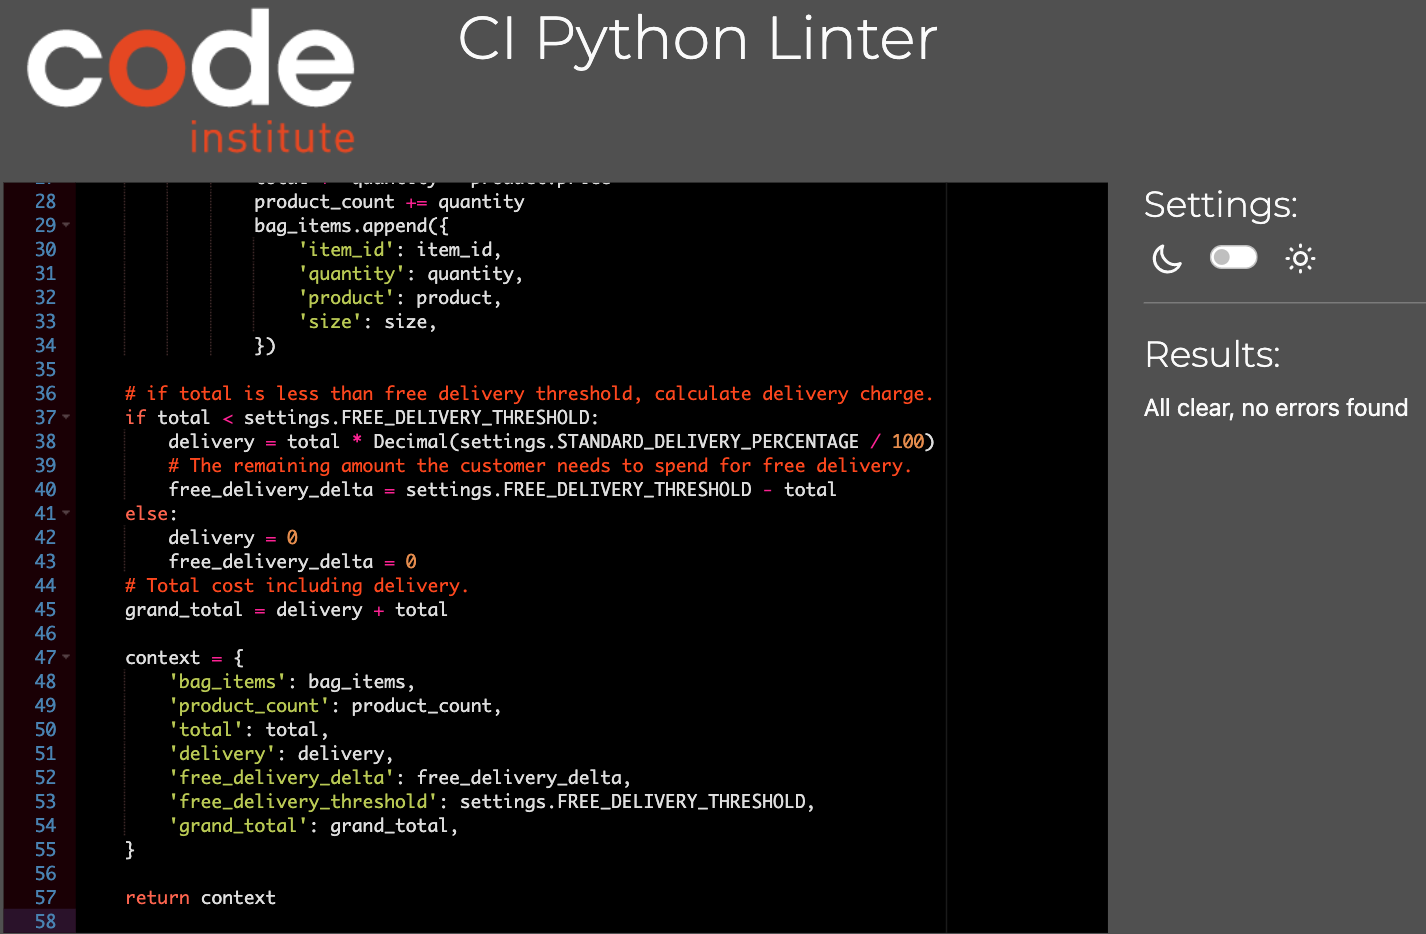 code
institute
CI Python Linter
28 product_count += quantity
29 bag_items.append({
30 'item_id': item_id,
31 'quantity': quantity,
32 'product': product,
33 'size': size,
34 })
35
36 # if total is less than free delivery threshold, calculate delivery charge.
37 if total < settings.FREE_DELIVERY_THRESHOLD:
38 delivery = total * Decimal(settings.STANDARD_DELIVERY_PERCENTAGE / 100)
39 # The remaining amount the customer needs to spend for free delivery.
40 free_delivery_delta = settings.FREE_DELIVERY_THRESHOLD - total
41 else:
42 delivery = 0
43 free_delivery_delta = 0
44 # Total cost including delivery.
45 grand_total = delivery + total
46
47 context = {
48 'bag_items': bag_items,
49 'product_count': product_count,
50 'total': total,
51 'delivery': delivery,
52 'free_delivery_delta': free_delivery_delta,
53 'free_delivery_threshold': settings.FREE_DELIVERY_THRESHOLD,
54 'grand_total': grand_total,
55 }
56
57 return context
58
Settings:
Results:
All clear, no errors found